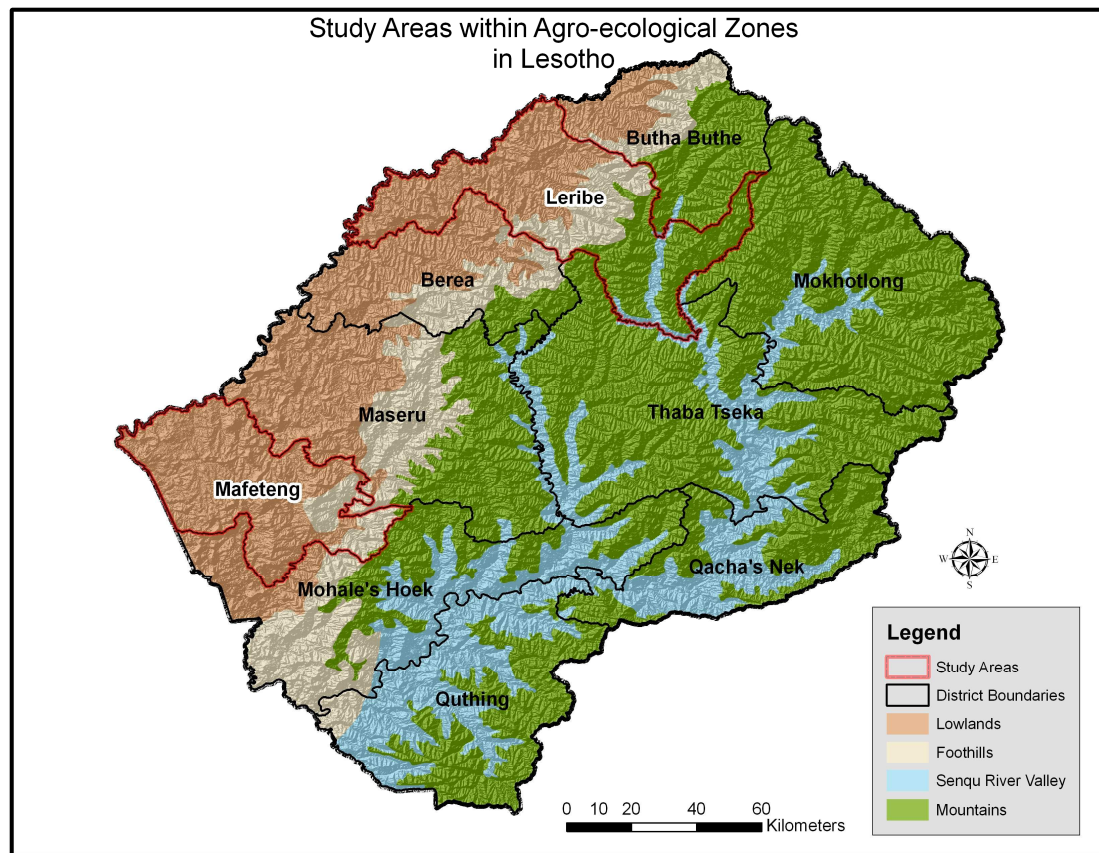 Study Areas within Agro-ecological Zones
in Lesotho
Butha Buthe
Leribe
Berea
Mokhotlong
Maseru
Thaba Tseka
Mafeteng
Qacha's Nek
Mohale's Hoek
Quthing
N
W
E
S
Legend
Study Areas
District Boundaries
Lowlands
Foothills
Senqu River Valley
Mountains
0 10 20 40 60
Kilometers